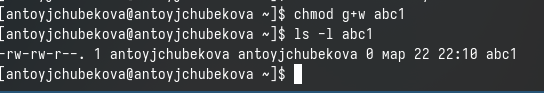 [antoyjchubekova@antoyjchubekova ~]$ chmod g+w abc1
[antoyjchubekova@antoyjchubekova ~]$ ls -l abc1
-rw-rw-r--. 1 antoyjchubekova antoyjchubekova 0 мар 22 22:10 abc1
[antoyjchubekova@antoyjchubekova ~]$